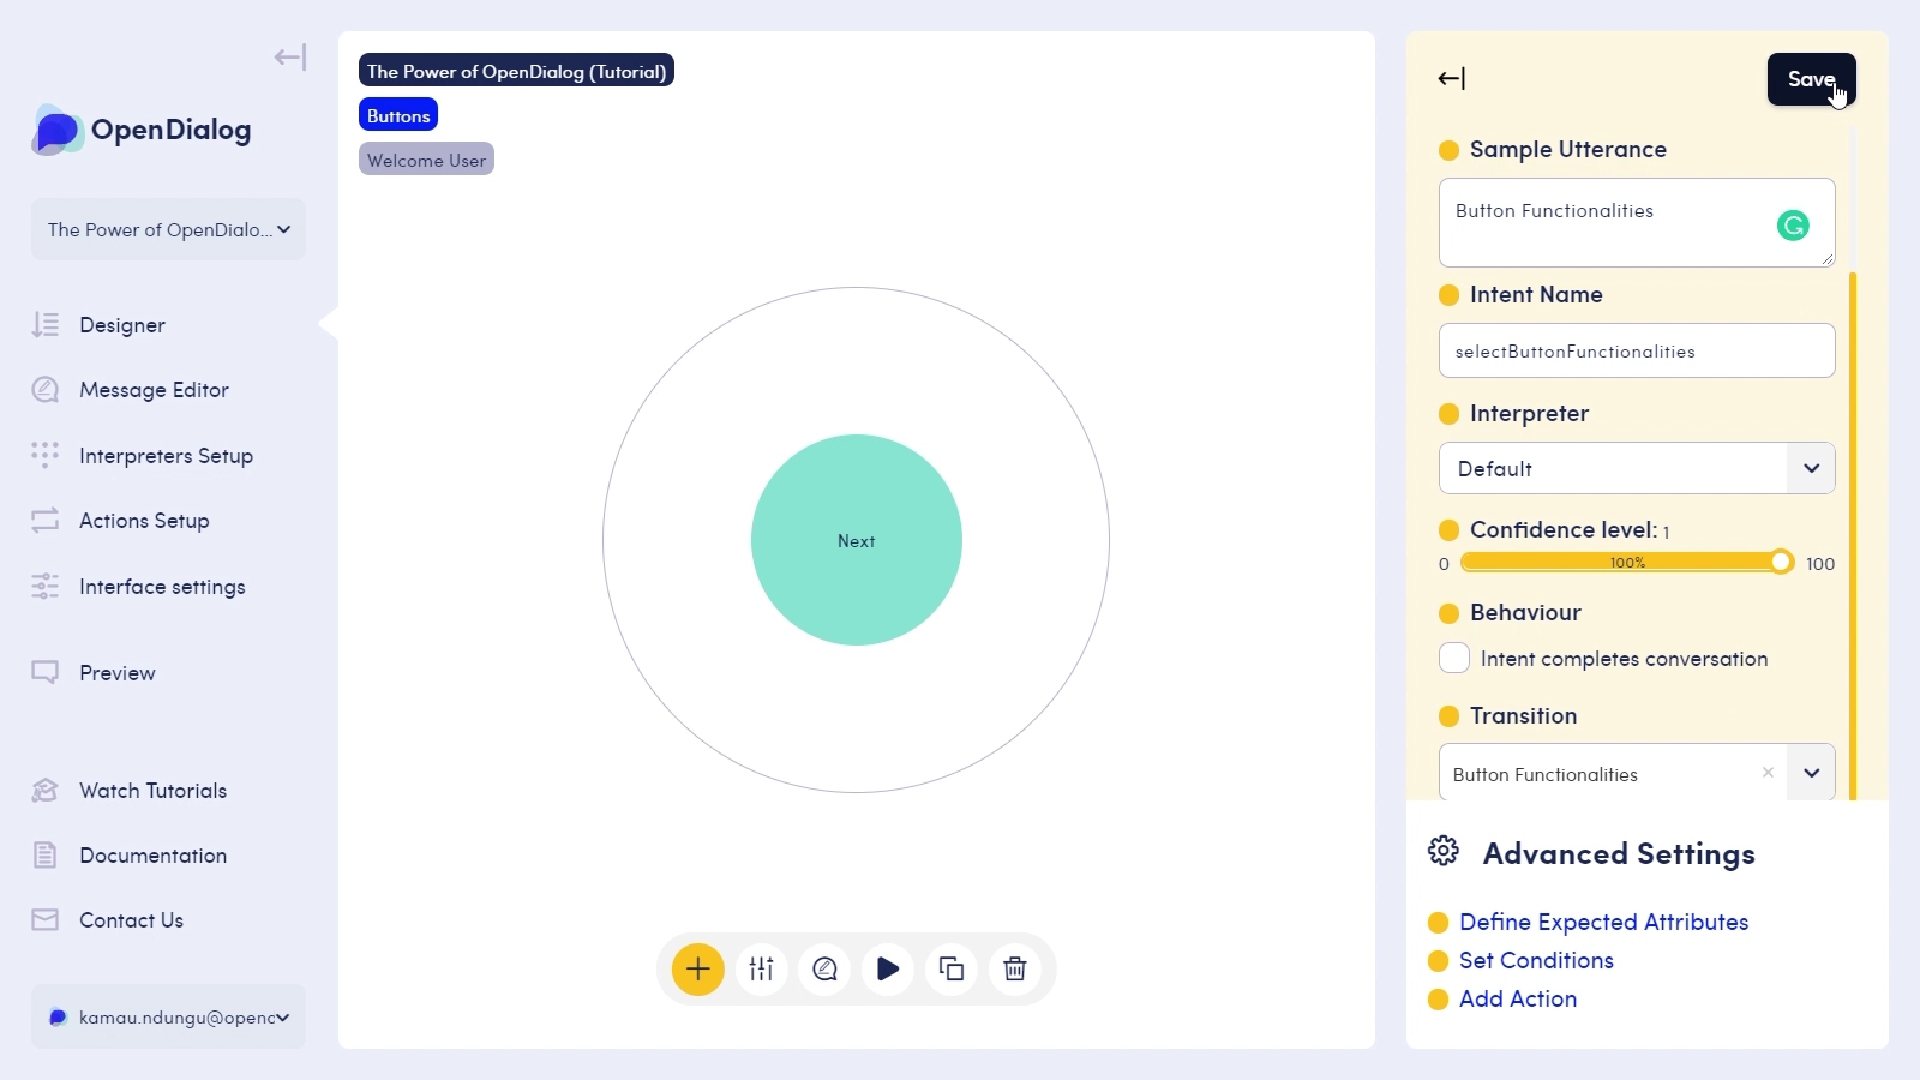 OpenDialog
The Power of OpenDialo...
Designer
Message Editor
Interpreters Setup
Actions Setup
Interface settings
Preview
Watch Tutorials
Documentation
Contact Us
kamau.ndungu@openc
The Power of OpenDialog (Tutorial)
Buttons
Welcome User
Next
Save
Sample Utterance
Button Functionalities
G
Intent Name
selectButtonFunctionalities
Interpreter
Default
Confidence level: 1
0 100% 100
Behaviour
Intent completes conversation
Transition
Button Functionalities
Advanced Settings
Define Expected Attributes
Set Conditions
Add Action